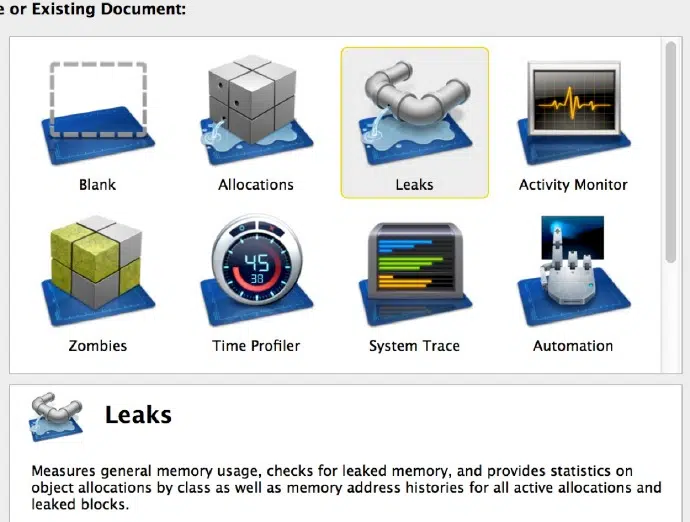 e or Existing Document:
Blank
Allocations
Leaks
Activity Monitor
45
38
Zombies
Time Profiler
System Trace
Automation
Leaks
Measures general memory usage, checks for leaked memory, and provides statistics on
object allocations by class as well as memory address histories for all active allocations and
leaked blocks.